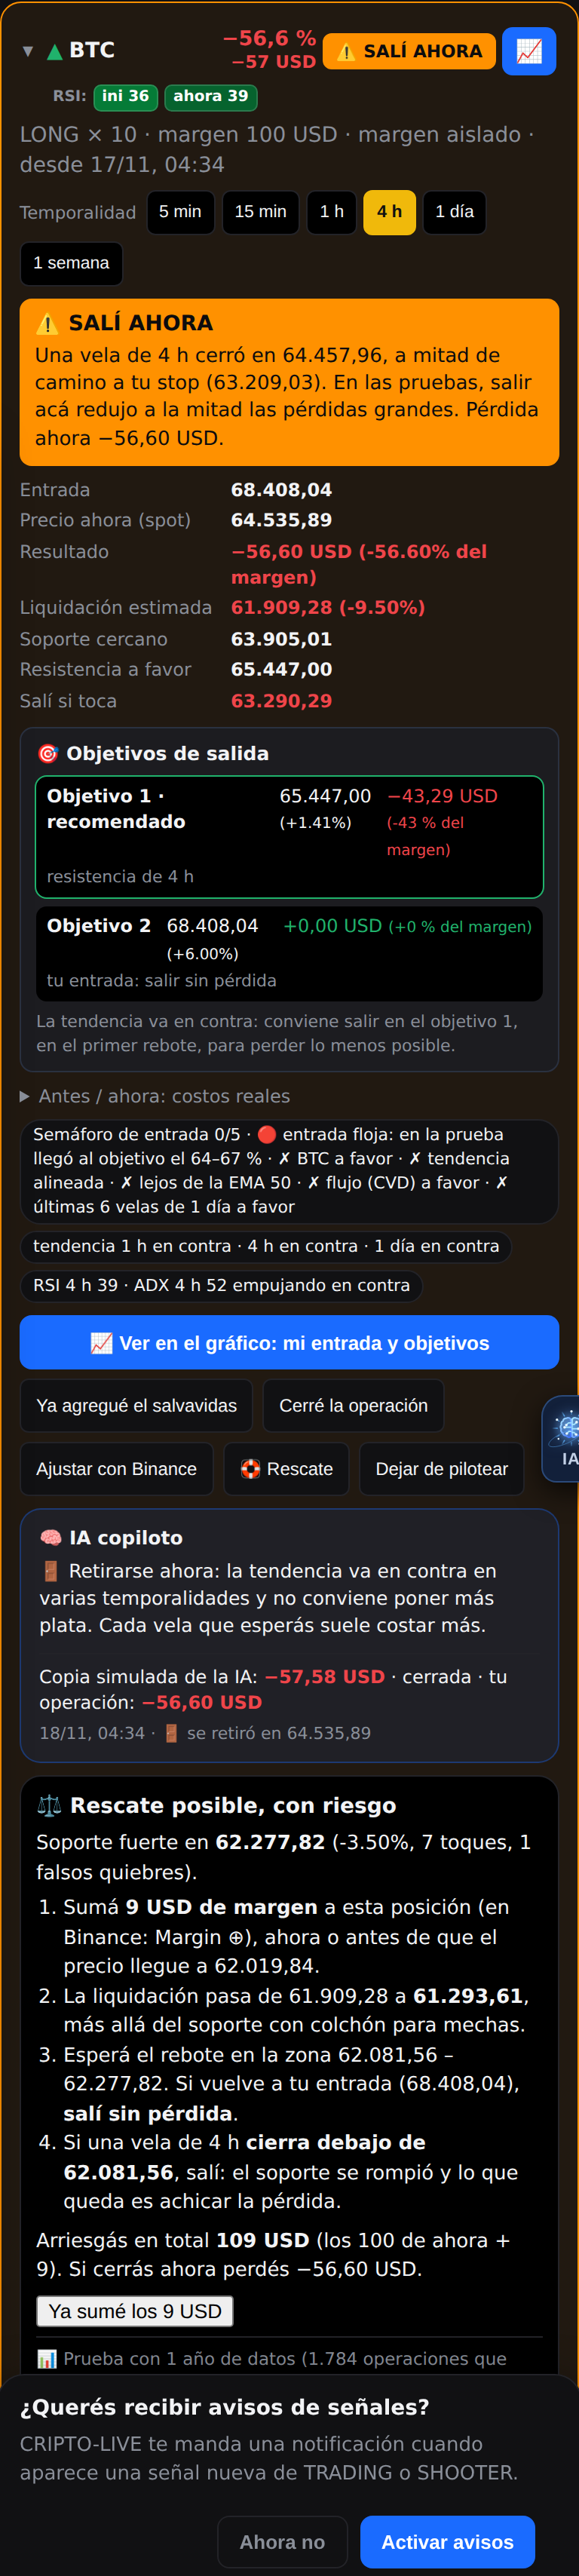 ▼ ▲ BTC −56,6 % −57 USD ⚠️ SALÍ AHORA
RSI: ini 36 ahora 39
LONG × 10 · margen 100 USD · margen aislado ·
desde 17/11, 04:34
Temporalidad 5 min 15 min 1 h 4 h 1 día
1 semana
⚠️ SALÍ AHORA
Una vela de 4 h cerró en 64.457,96, a mitad de
camino a tu stop (63.209,03). En las pruebas, salir
acá redujo a la mitad las pérdidas grandes. Pérdida
ahora −56,60 USD.
Entrada 68.408,04
Precio ahora (spot) 64.535,89
Resultado −56,60 USD (-56.60% del
margen)
Liquidación estimada 61.909,28 (-9.50%)
Soporte cercano 63.905,01
Resistencia a favor 65.447,00
Salí si toca 63.290,29
🎯 Objetivos de salida
Objetivo 1 · 65.447,00 −43,29 USD
recomendado (+1.41%) (-43 % del
margen)
resistencia de 4 h
Objetivo 2 68.408,04 +0,00 USD (+0 % del margen)
(+6.00%)
tu entrada: salir sin pérdida
La tendencia va en contra: conviene salir en el objetivo 1,
en el primer rebote, para perder lo menos posible.
▶ Antes / ahora: costos reales
Semáforo de entrada 0/5 · 🔴 entrada floja: en la prueba
llegó al objetivo el 64–67 % · ✗ BTC a favor · ✗ tendencia
alineada · ✗ lejos de la EMA 50 · ✗ flujo (CVD) a favor · ✗
últimas 6 velas de 1 día a favor
tendencia 1 h en contra · 4 h en contra · 1 día en contra
RSI 4 h 39 · ADX 4 h 52 empujando en contra
📈 Ver en el gráfico: mi entrada y objetivos
Ya agregué el salvavidas Cerré la operación
IA
Ajustar con Binance 🛟 Rescate Dejar de pilotear
🧠 IA copiloto
🚪 Retirarse ahora: la tendencia va en contra en
varias temporalidades y no conviene poner más
plata. Cada vela que esperás suele costar más.
Copia simulada de la IA: −57,58 USD · cerrada · tu
operación: −56,60 USD
18/11, 04:34 · 🚪 se retiró en 64.535,89
⚖️ Rescate posible, con riesgo
Soporte fuerte en 62.277,82 (-3.50%, 7 toques, 1
falsos quiebres).
1. Sumá 9 USD de margen a esta posición (en
Binance: Margin ⊕), ahora o antes de que el
precio llegue a 62.019,84.
2. La liquidación pasa de 61.909,28 a 61.293,61,
más allá del soporte con colchón para mechas.
3. Esperá el rebote en la zona 62.081,56 –
62.277,82. Si vuelve a tu entrada (68.408,04),
salí sin pérdida.
4. Si una vela de 4 h cierra debajo de
62.081,56, salí: el soporte se rompió y lo que
queda es achicar la pérdida.
Arriesgás en total 109 USD (los 100 de ahora +
9). Si cerrás ahora perdés −56,60 USD.
Ya sumé los 9 USD
📊 Prueba con 1 año de datos (1.784 operaciones que
¿Querés recibir avisos de señales?
CRIPTO-LIVE te manda una notificación cuando
aparece una señal nueva de TRADING o SHOOTER.
Ahora no Activar avisos